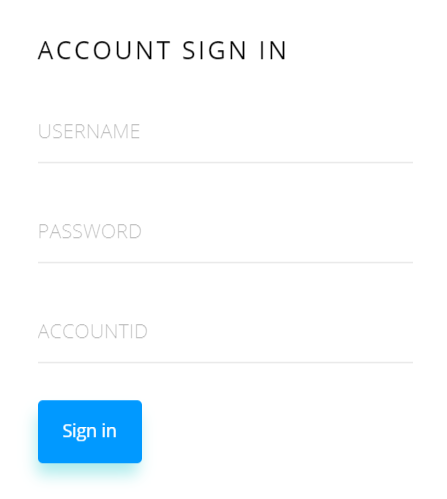 ACCOUNT SIGN IN
USERNAME
PASSWORD
ACCOUNTID
Sign in